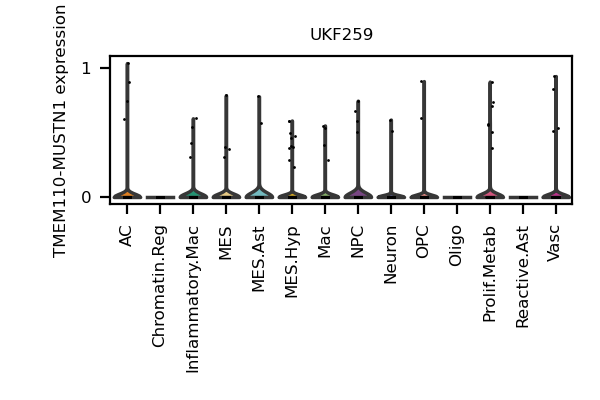 UKF259
TMEM110-MUSTN1 expression
1
0
AC
Chromatin.Reg
Inflammatory.Mac
MES
MES.Ast
MES.Hyp
Mac
NPC
Neuron
OPC
Oligo
Prolif.Metab
Reactive.Ast
Vasc